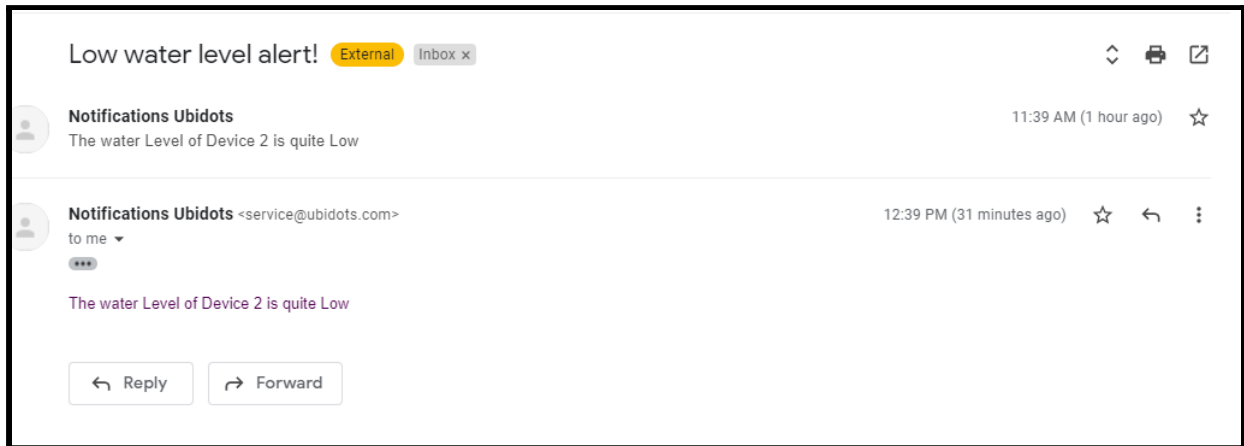 Low water level alert! External Inbox x
Notifications Ubidots 11:39 AM (1 hour ago)
The water Level of Device 2 is quite Low
Notifications Ubidots <service@ubidots.com> 12:39 PM (31 minutes ago)
to me
The water Level of Device 2 is quite Low
Reply Forward